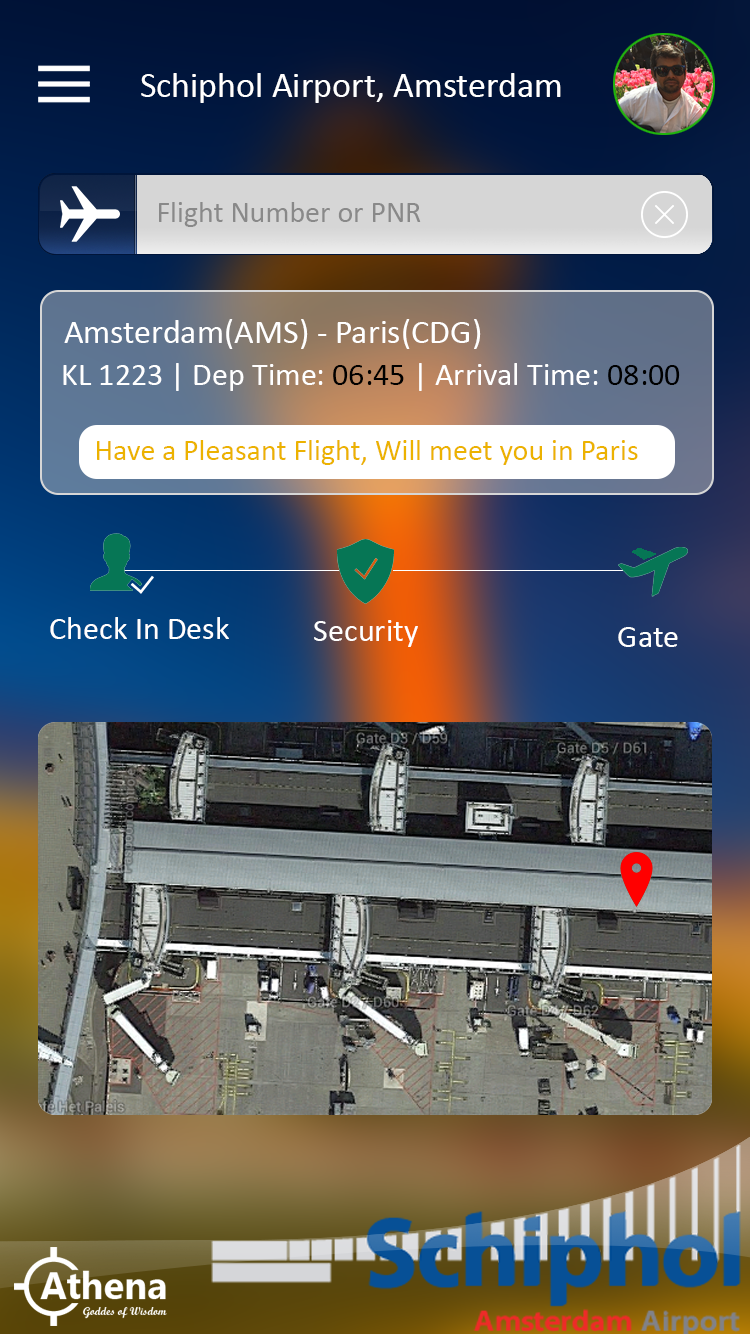 Schiphol Airport, Amsterdam
Flight Number or PNR
Amsterdam(AMS) - Paris(CDG)
KL 1223 | Dep Time: 06:45 | Arrival Time: 08:00
Have a Pleasant Flight, Will meet you in Paris
Check In Desk
Security
Gate
Gate D3 / D59
Gate D5 / D61
Gate / D60
Gate / D62
Het Paleis
Schiphol
Amsterdam Airport
Athena
Goddes of Wisdom